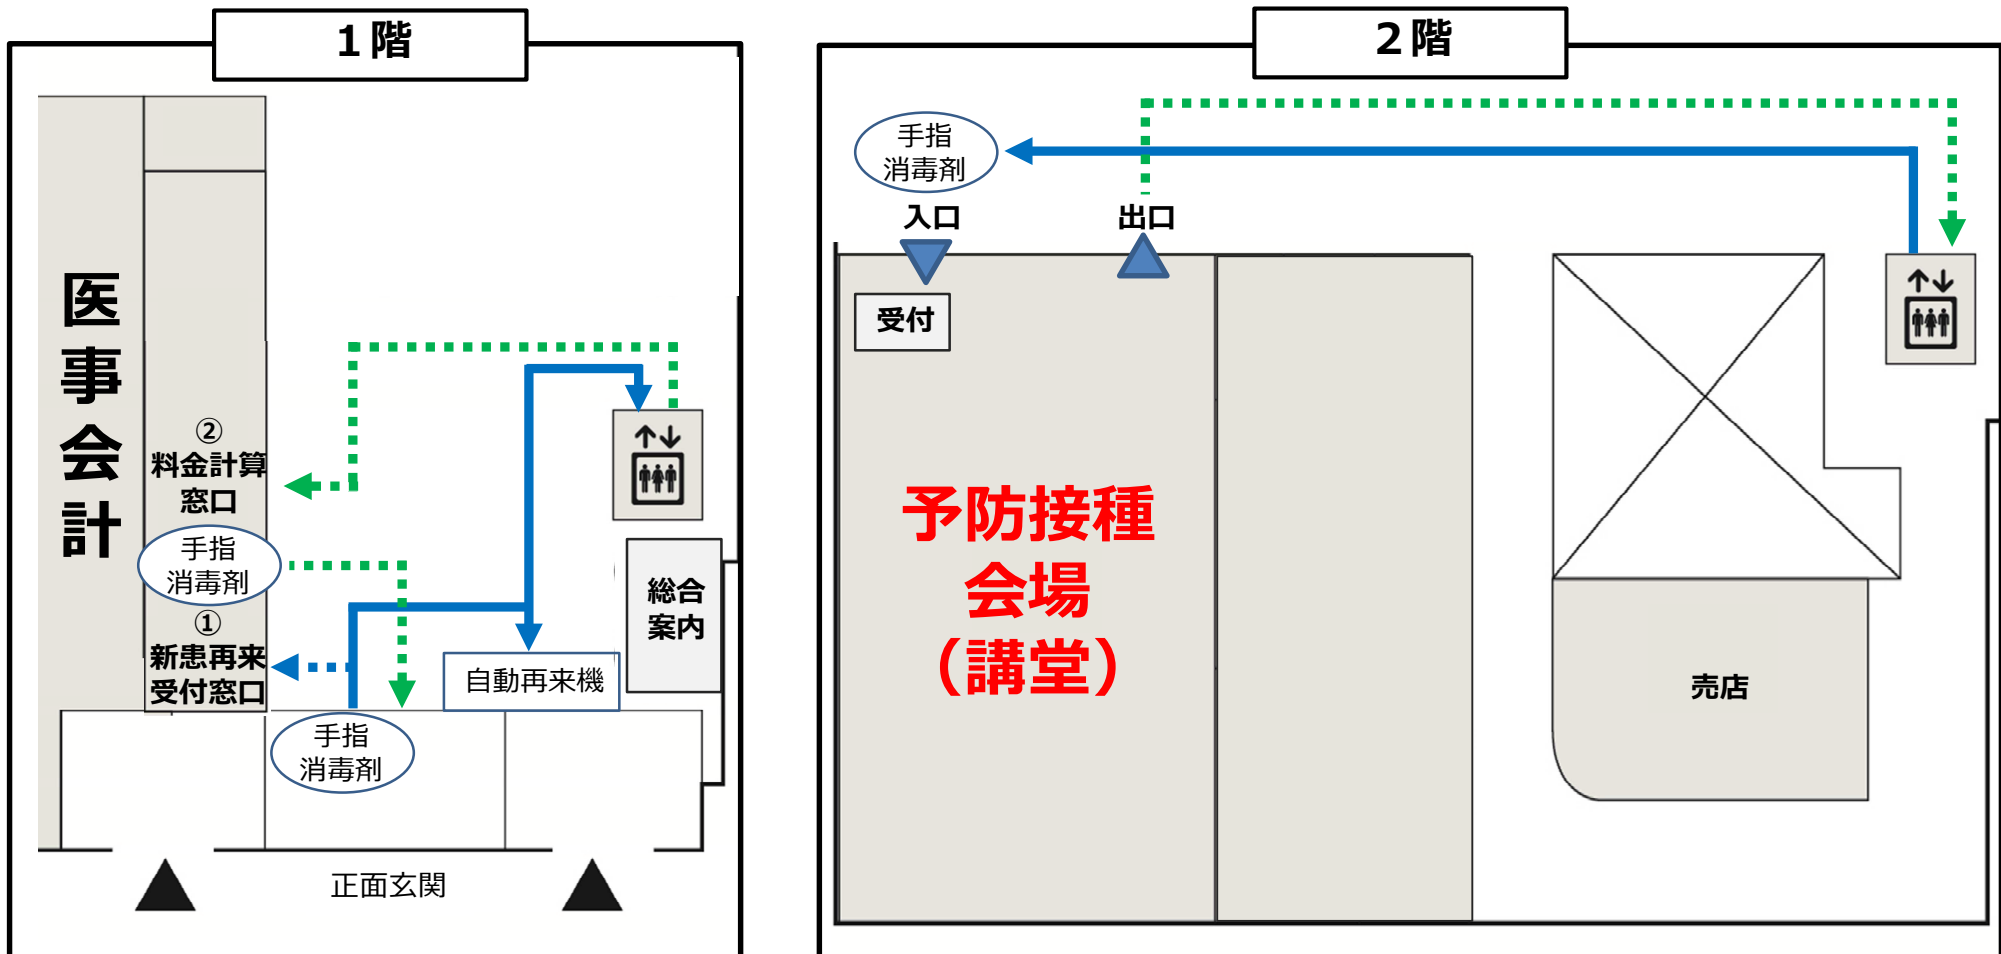 １階
医
事
会
計
②
料金計算
窓口
手指
消毒剤
①
新患再来
受付窓口
手指
消毒剤
自動再来機
総合
案内
正面玄関
２階
手指
消毒剤
入口
出口
受付
予防接種
会場
（講堂）
売店